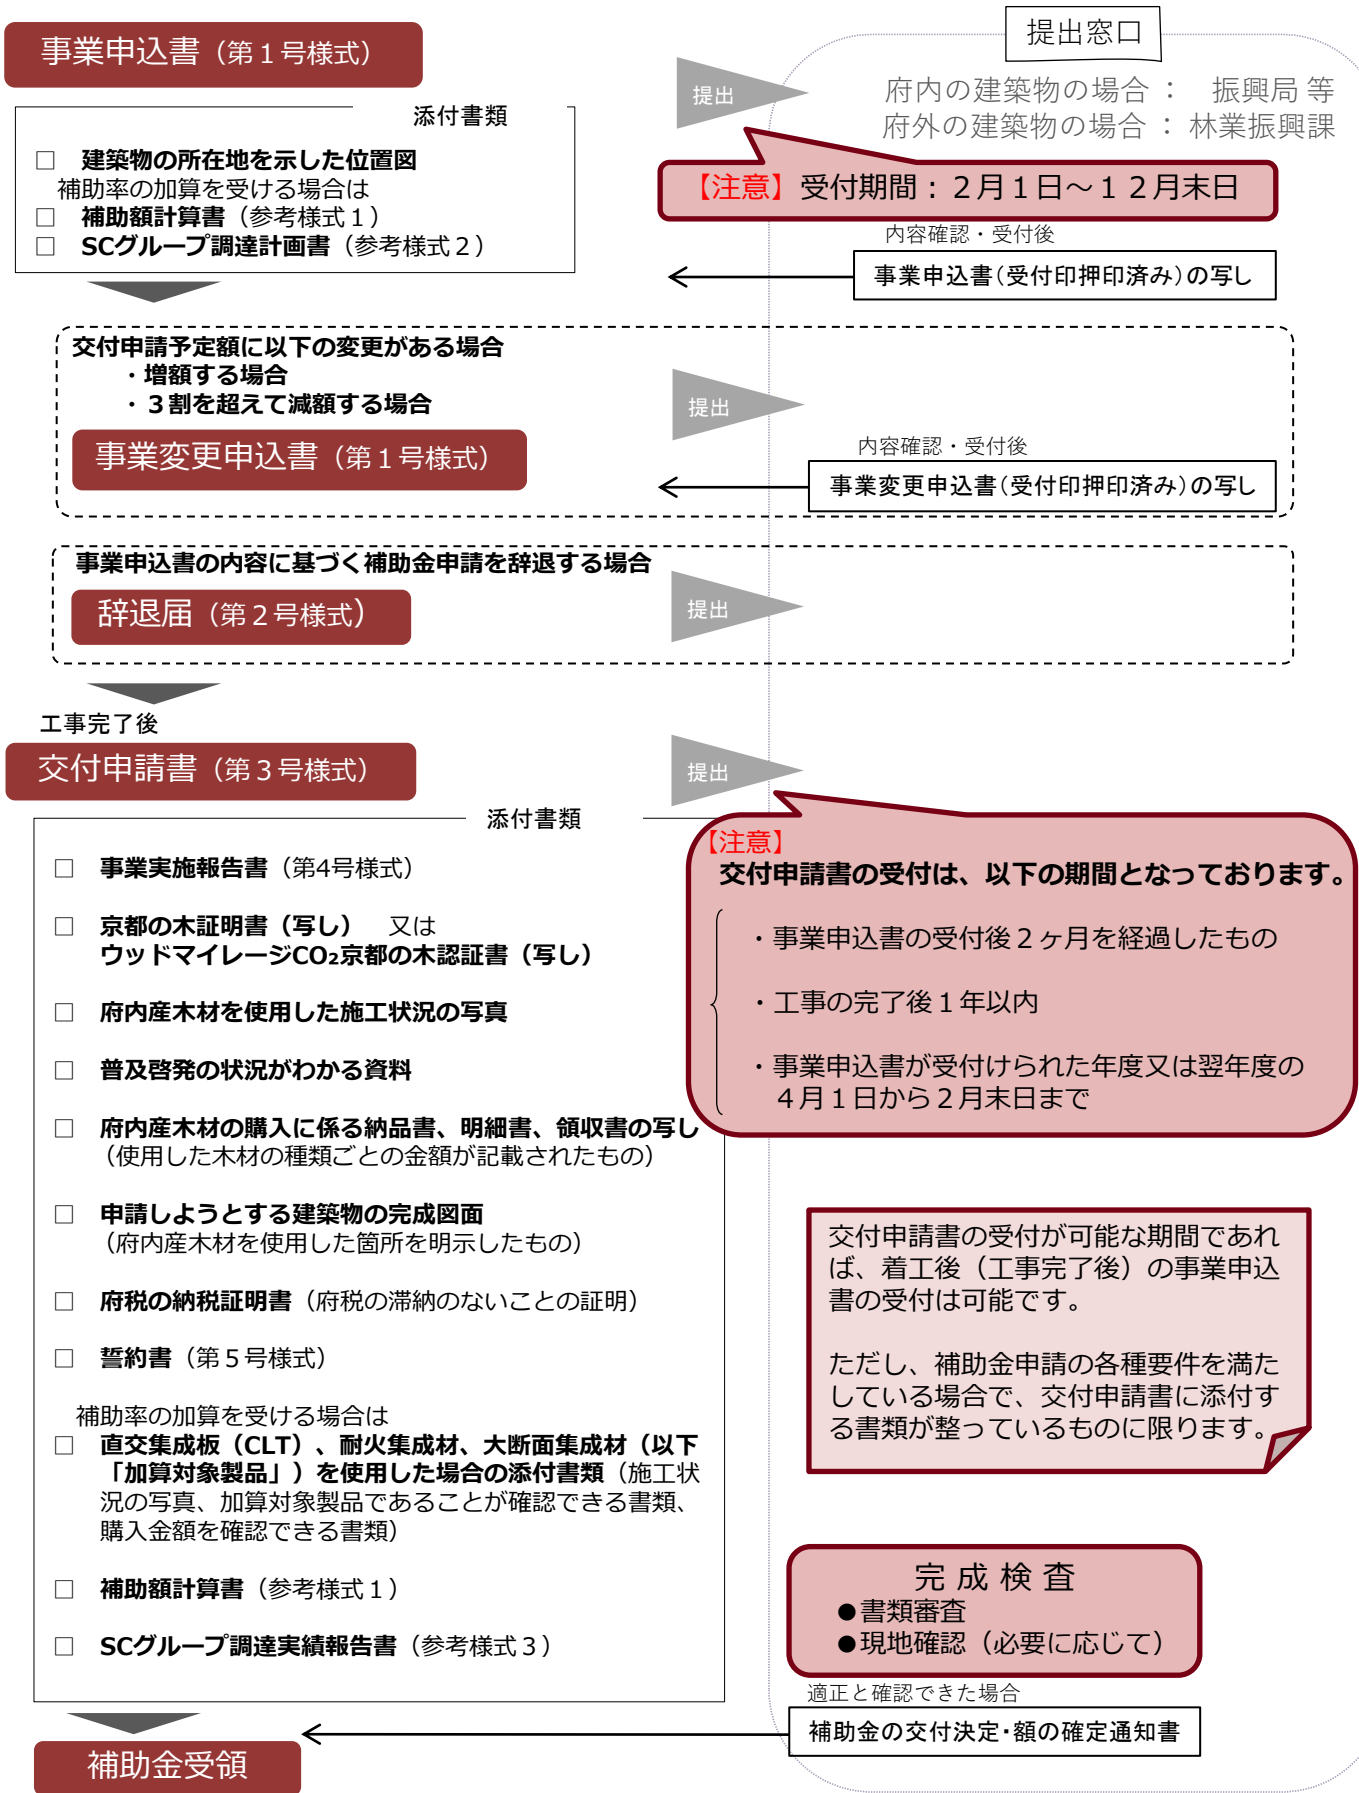 事業申込書（第１号様式）
添付書類
□　建築物の所在地を示した位置図
補助率の加算を受ける場合は
□　補助額計算書（参考様式１）
□　SCグループ調達計画書（参考様式２）
提出
提出窓口
府内の建築物の場合：　振興局 等
府外の建築物の場合：林業振興課
【注意】受付期間：２月１日～１２月末日
内容確認・受付後
事業申込書（受付印押印済み）の写し
交付申請予定額に以下の変更がある場合
・増額する場合
・３割を超えて減額する場合
事業変更申込書（第１号様式）
提出
内容確認・受付後
事業変更申込書（受付印押印済み）の写し
事業申込書の内容に基づく補助金申請を辞退する場合
辞退届（第２号様式）
提出
工事完了後
交付申請書（第３号様式）
提出
添付書類
□　事業実施報告書（第4号様式）
□　京都の木証明書（写し）　又は
ウッドマイレージCO₂京都の木認証書（写し）
□　府内産木材を使用した施工状況の写真
□　普及啓発の状況がわかる資料
□　府内産木材の購入に係る納品書、明細書、領収書の写し
（使用した木材の種類ごとの金額が記載されたもの）
□　申請しようとする建築物の完成図面
（府内産木材を使用した箇所を明示したもの）
□　府税の納税証明書（府税の滞納のないことの証明）
□　誓約書（第５号様式）
補助率の加算を受ける場合は
□　直交集成板（CLT）、耐火集成材、大断面集成材（以下
「加算対象製品」）を使用した場合の添付書類（施工状
況の写真、加算対象製品であることが確認できる書類、
購入金額を確認できる書類）
□　補助額計算書（参考様式１）
□　SCグループ調達実績報告書（参考様式３）
【注意】
交付申請書の受付は、以下の期間となっております。
・事業申込書の受付後２ヶ月を経過したもの
・工事の完了後１年以内
・事業申込書が受付けられた年度又は翌年度の
４月１日から２月末日まで
交付申請書の受付が可能な期間であれ
ば、着工後（工事完了後）の事業申込
書の受付は可能です。
ただし、補助金申請の各種要件を満た
している場合で、交付申請書に添付す
る書類が整っているものに限ります。
完成検査
●書類審査
●現地確認（必要に応じて）
適正と確認できた場合
補助金の交付決定・額の確定通知書
補助金受領